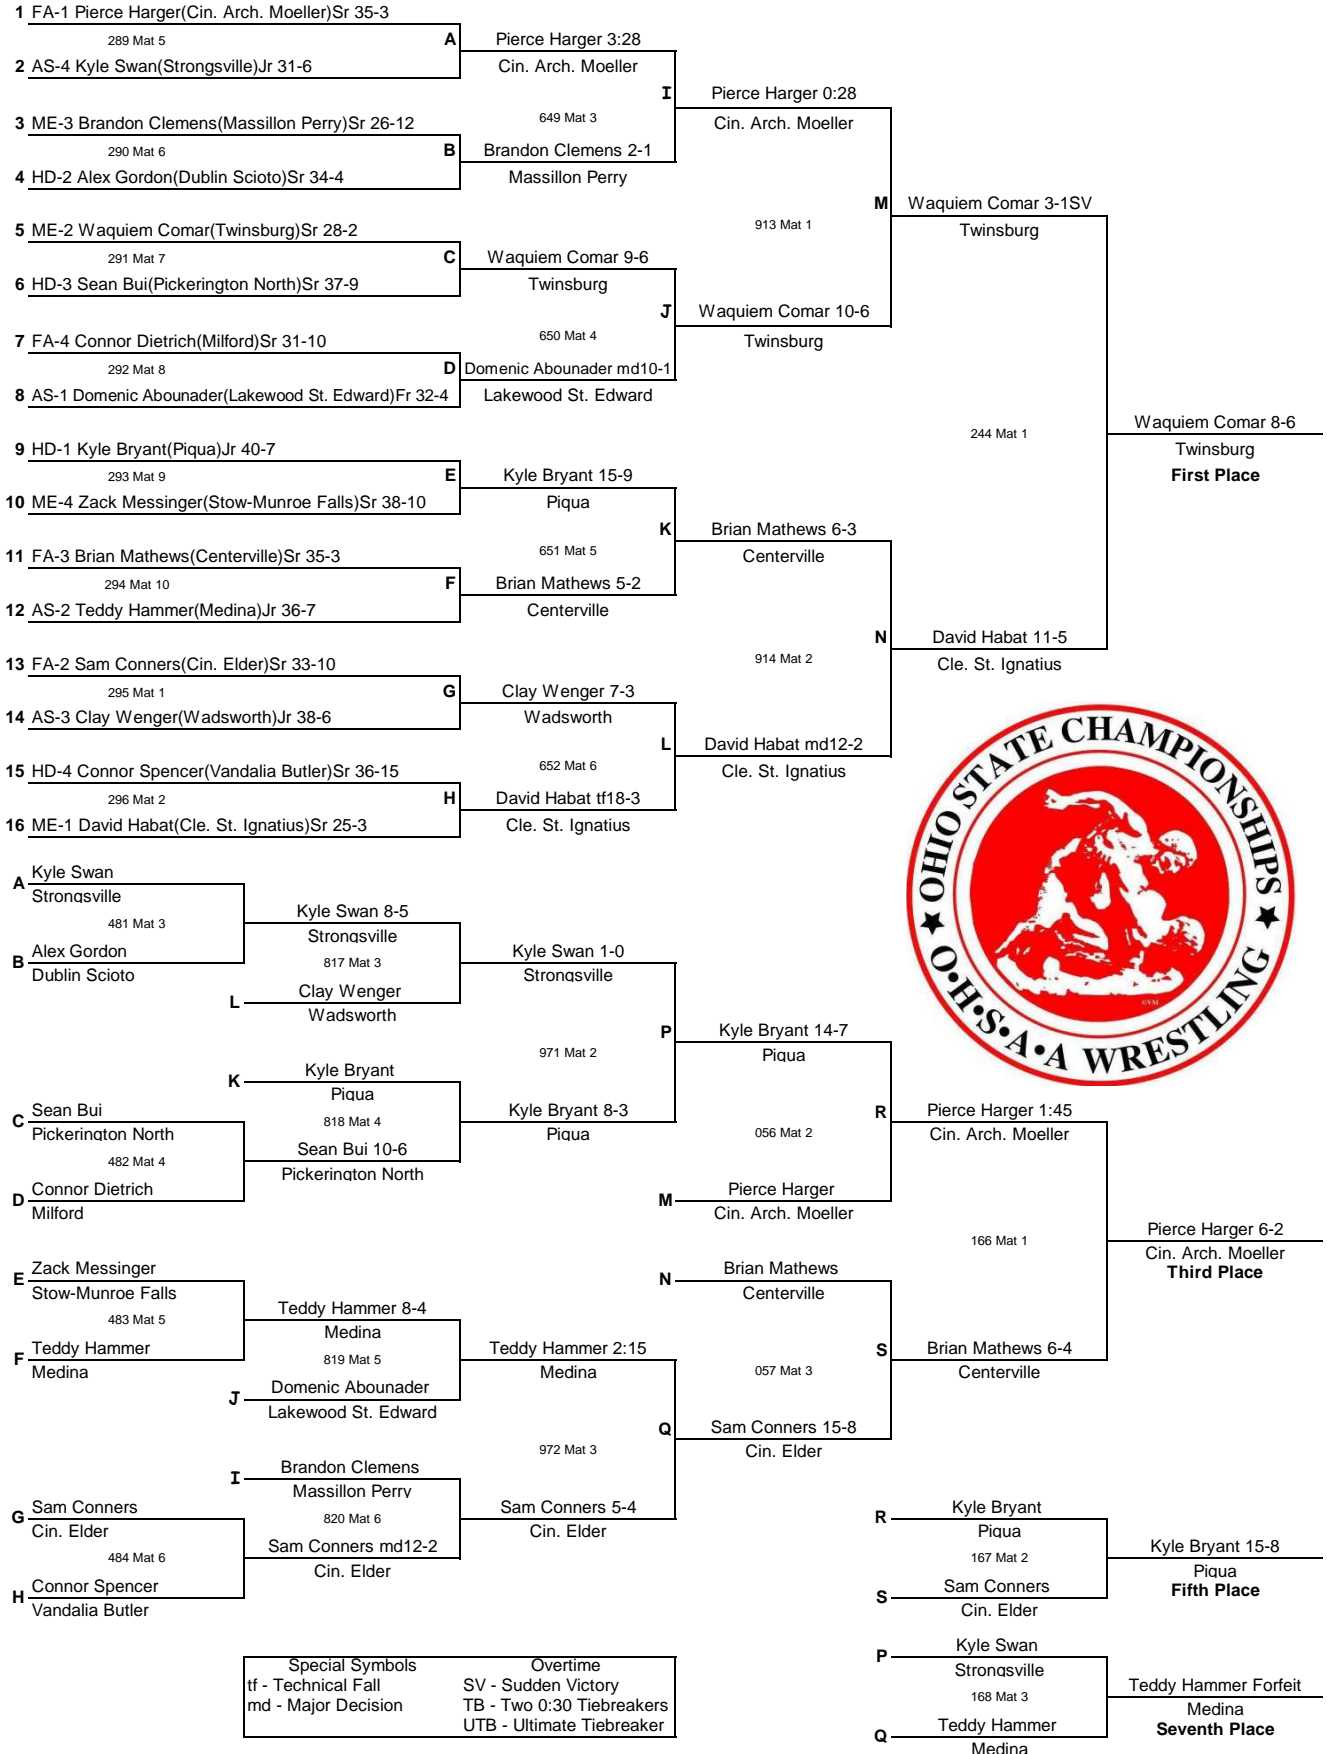 1 FA-1 Pierce Harger(Cin. Arch. Moeller)Sr 35-3
289 Mat 5
A
2 AS-4 Kyle Swan(Strongsville)Jr 31-6
Pierce Harger 3:28
Cin. Arch. Moeller
3 ME-3 Brandon Clemens(Massillon Perry)Sr 26-12
290 Mat 6
B
4 HD-2 Alex Gordon(Dublin Scioto)Sr 34-4
649 Mat 3
I
Brandon Clemens 2-1
Massillon Perry
Pierce Harger 0:28
Cin. Arch. Moeller
5 ME-2 Waquiem Comar(Twinsburg)Sr 28-2
291 Mat 7
C
6 HD-3 Sean Bui(Pickerington North)Sr 37-9
Waquiem Comar 9-6
Twinsburg
7 FA-4 Connor Dietrich(Milford)Sr 31-10
292 Mat 8
D
8 AS-1 Domenic Abounader(Lakewood St. Edward)Fr 32-4
650 Mat 4
J
Domenic Abounader md10-1
Lakewood St. Edward
Waquiem Comar 10-6
Twinsburg
913 Mat 1
M
Waquiem Comar 3-1SV
Twinsburg
9 HD-1 Kyle Bryant(Piqua)Jr 40-7
293 Mat 9
E
10 ME-4 Zack Messinger(Stow-Munroe Falls)Sr 38-10
Kyle Bryant 15-9
Piqua
11 FA-3 Brian Mathews(Centerville)Sr 35-3
294 Mat 10
F
12 AS-2 Teddy Hammer(Medina)Jr 36-7
651 Mat 5
K
Brian Mathews 5-2
Centerville
Brian Mathews 6-3
Centerville
13 FA-2 Sam Conners(Cin. Elder)Sr 33-10
295 Mat 1
G
14 AS-3 Clay Wenger(Wadsworth)Jr 38-6
Clay Wenger 7-3
Wadsworth
15 HD-4 Connor Spencer(Vandalia Butler)Sr 36-15
296 Mat 2
H
16 ME-1 David Habat(Cle. St. Ignatius)Sr 25-3
652 Mat 6
L
David Habat tf18-3
Cle. St. Ignatius
David Habat md12-2
Cle. St. Ignatius
914 Mat 2
N
David Habat 11-5
Cle. St. Ignatius
244 Mat 1
Waquiem Comar 8-6
Twinsburg
First Place
OHIO STATE CHAMPIONSHIPS
★ O•H•S•A•A WRESTLING ★
©VM
A Kyle Swan
Strongsville
481 Mat 3
B Alex Gordon
Dublin Scioto
Kyle Swan 8-5
Strongsville
817 Mat 3
L Clay Wenger
Wadsworth
Kyle Swan 1-0
Strongsville
K Kyle Bryant
Piqua
818 Mat 4
C Sean Bui
Pickerington North
482 Mat 4
D Connor Dietrich
Milford
Sean Bui 10-6
Pickerington North
Kyle Bryant 8-3
Piqua
971 Mat 2
P
Kyle Bryant 14-7
Piqua
056 Mat 2
M Pierce Harger
Cin. Arch. Moeller
R
Pierce Harger 1:45
Cin. Arch. Moeller
E Zack Messinger
Stow-Munroe Falls
483 Mat 5
F Teddy Hammer
Medina
Teddy Hammer 8-4
Medina
819 Mat 5
J Domenic Abounader
Lakewood St. Edward
Teddy Hammer 2:15
Medina
I Brandon Clemens
Massillon Perry
820 Mat 6
G Sam Conners
Cin. Elder
484 Mat 6
H Connor Spencer
Vandalia Butler
Sam Conners md12-2
Cin. Elder
Sam Conners 5-4
Cin. Elder
972 Mat 3
Q
N Brian Mathews
Centerville
057 Mat 3
Sam Conners 15-8
Cin. Elder
S
Brian Mathews 6-4
Centerville
166 Mat 1
Pierce Harger 6-2
Cin. Arch. Moeller
Third Place
R Kyle Bryant
Piqua
167 Mat 2
S Sam Conners
Cin. Elder
Kyle Bryant 15-8
Piqua
Fifth Place
P Kyle Swan
Strongsville
168 Mat 3
Q Teddy Hammer
Medina
Teddy Hammer Forfeit
Medina
Seventh Place
Special Symbols Overtime
tf - Technical Fall SV - Sudden Victory
md - Major Decision TB - Two 0:30 Tiebreakers
UTB - Ultimate Tiebreaker